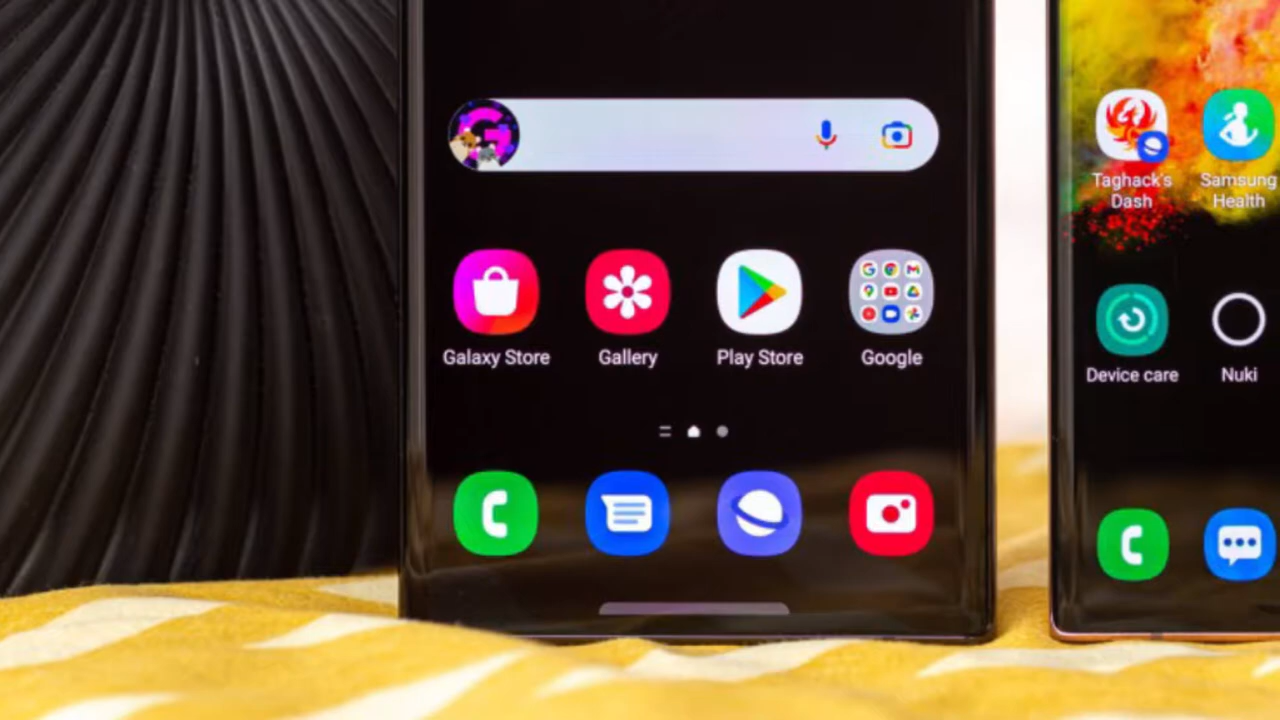 Galaxy Store
Gallery
Play Store
Google
Taghack's
Dash
Samsung
Health
Device care
Nuki